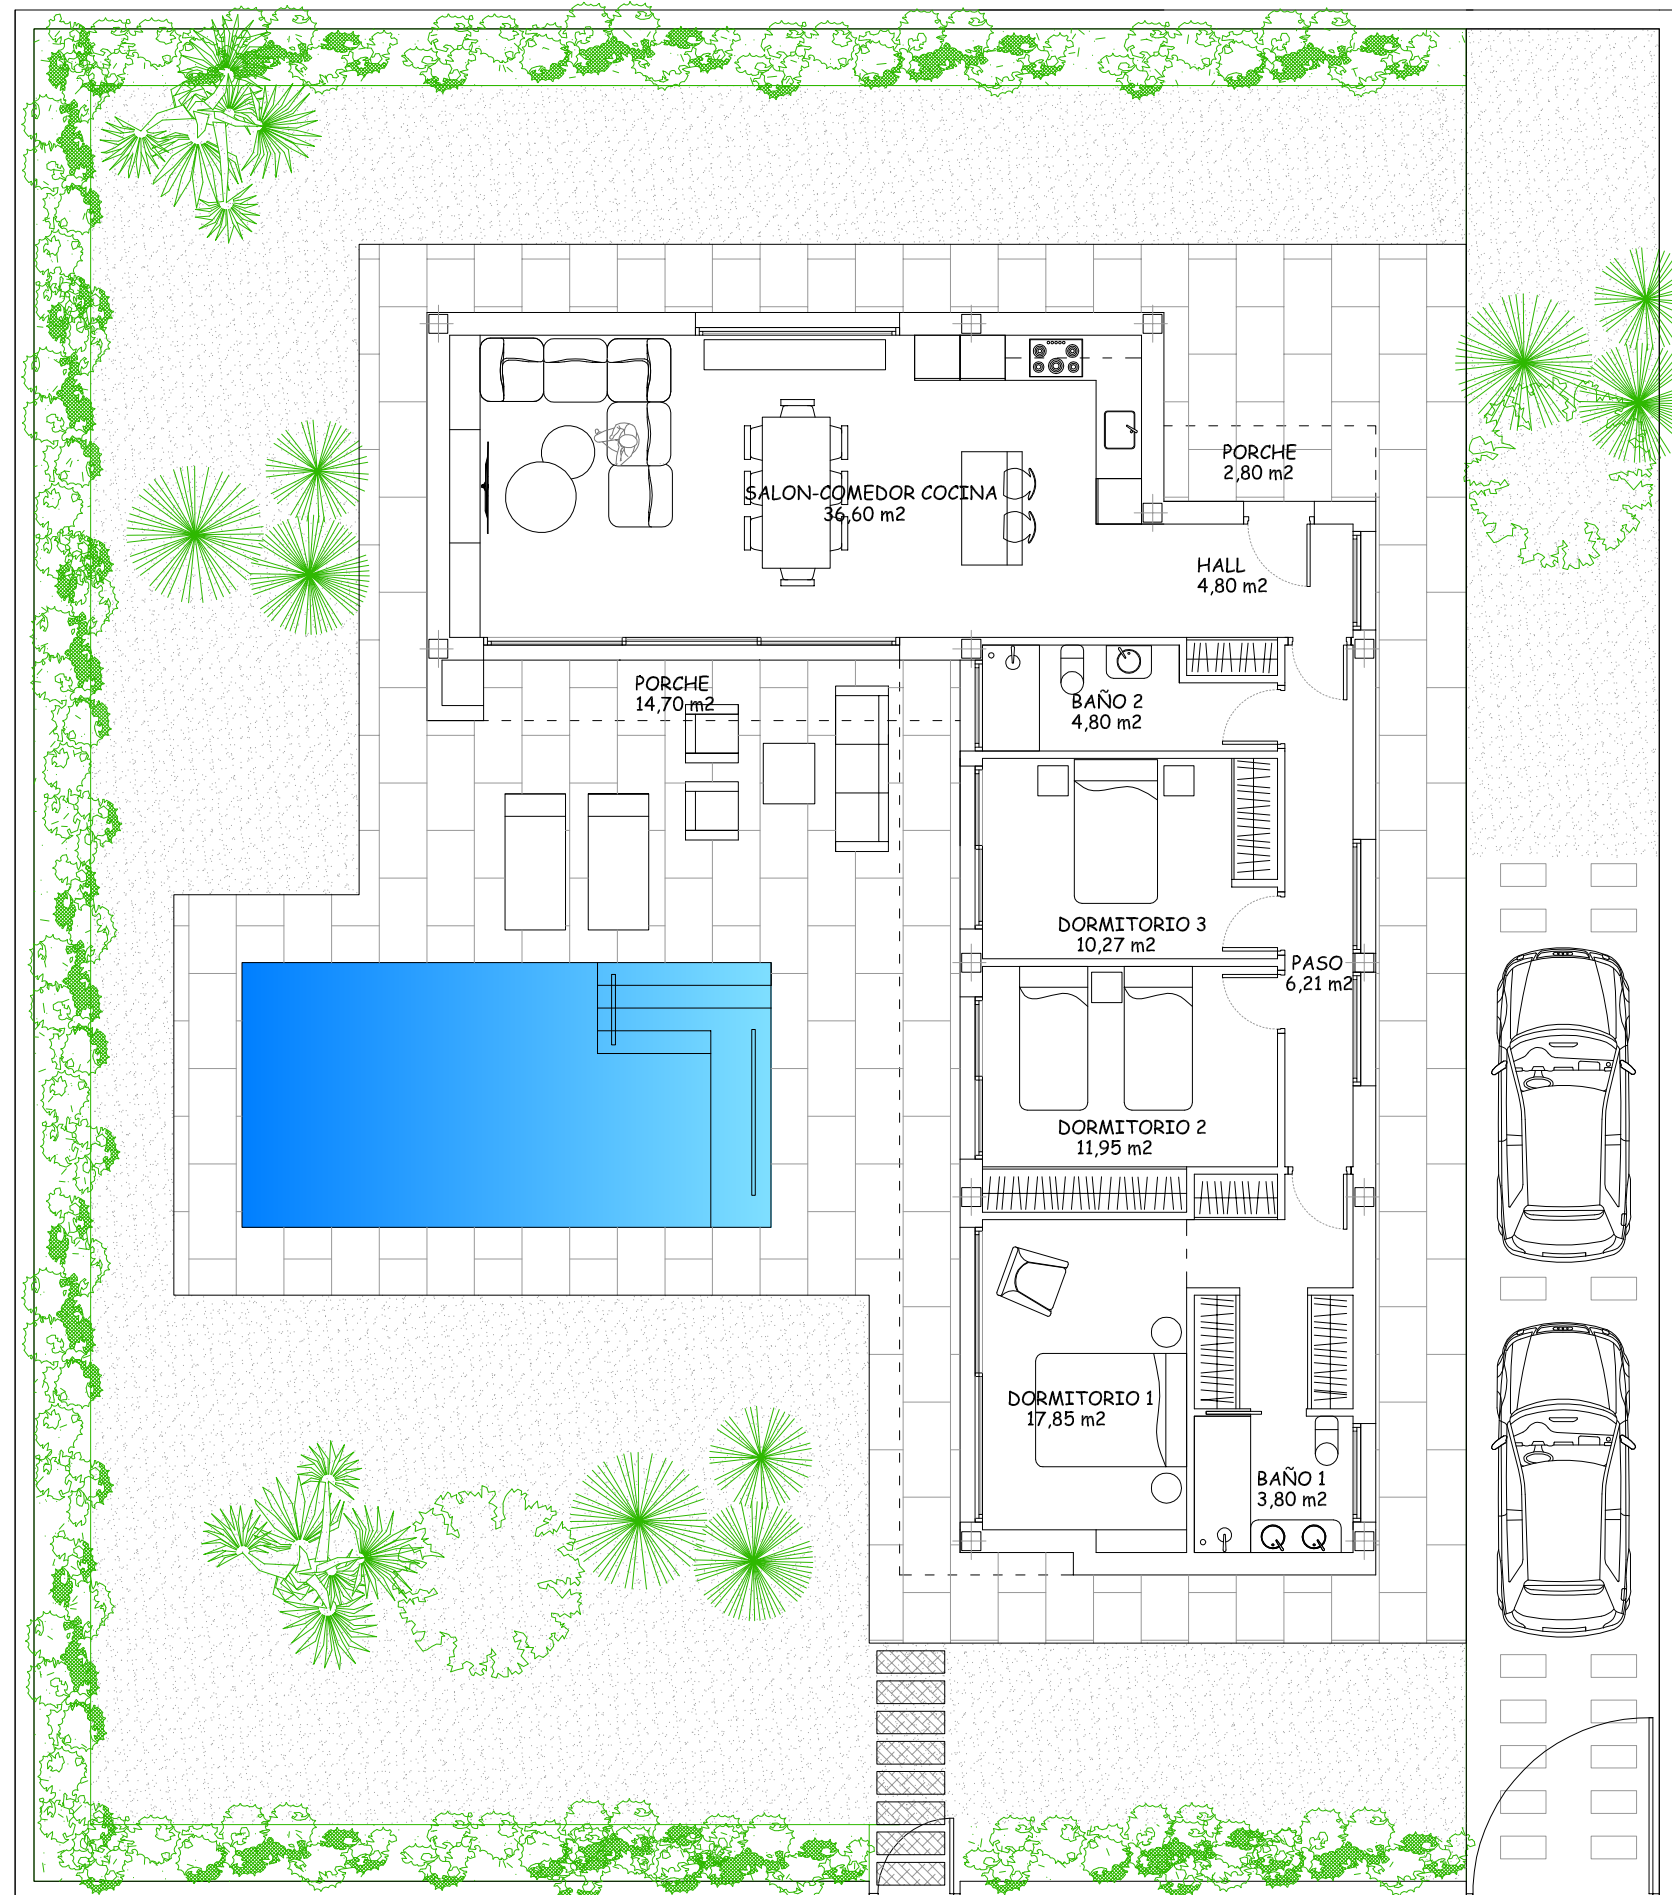 PORCHE
2,80 m2
SALON-COMEDOR COCINA
36,60 m2
HALL
4,80 m2
PORCHE
14,70 m2
BAÑO 2
4,80 m2
DORMITORIO 3
10,27 m2
PASO
6,21 m2
DORMITORIO 2
11,95 m2
DORMITORIO 1
17,85 m2
BAÑO 1
3,80 m2